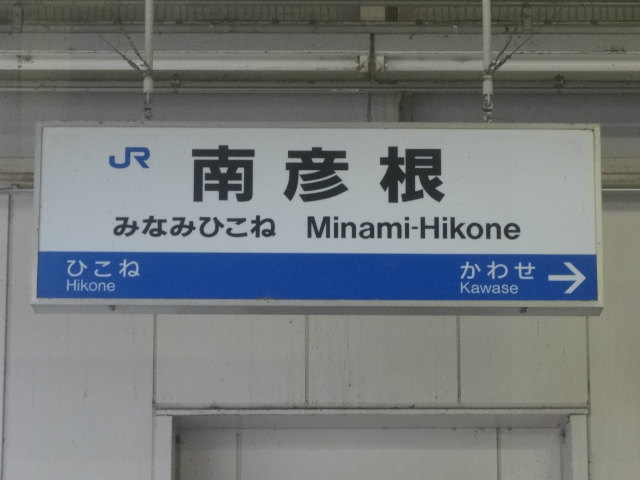 JR 南彦根
みなみひこね Minami-Hikone
ひこね かわせ →
Hikone Kawase